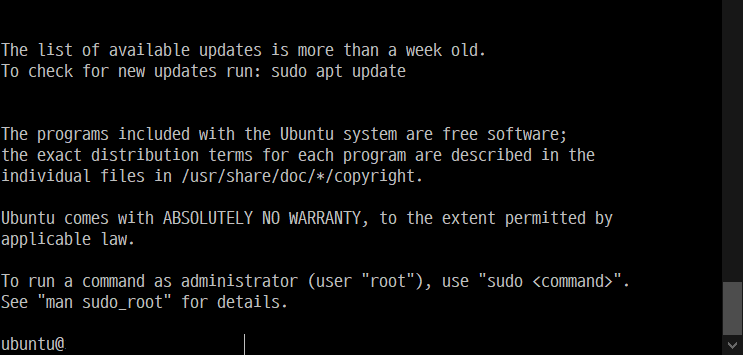 The list of available updates is more than a week old.
To check for new updates run: sudo apt update
The programs included with the Ubuntu system are free software;
the exact distribution terms for each program are described in the
individual files in /usr/share/doc/*/copyright.
Ubuntu comes with ABSOLUTELY NO WARRANTY, to the extent permitted by
applicable law.
To run a command as administrator (user "root"), use "sudo <command>".
See "man sudo_root" for details.
ubuntu@